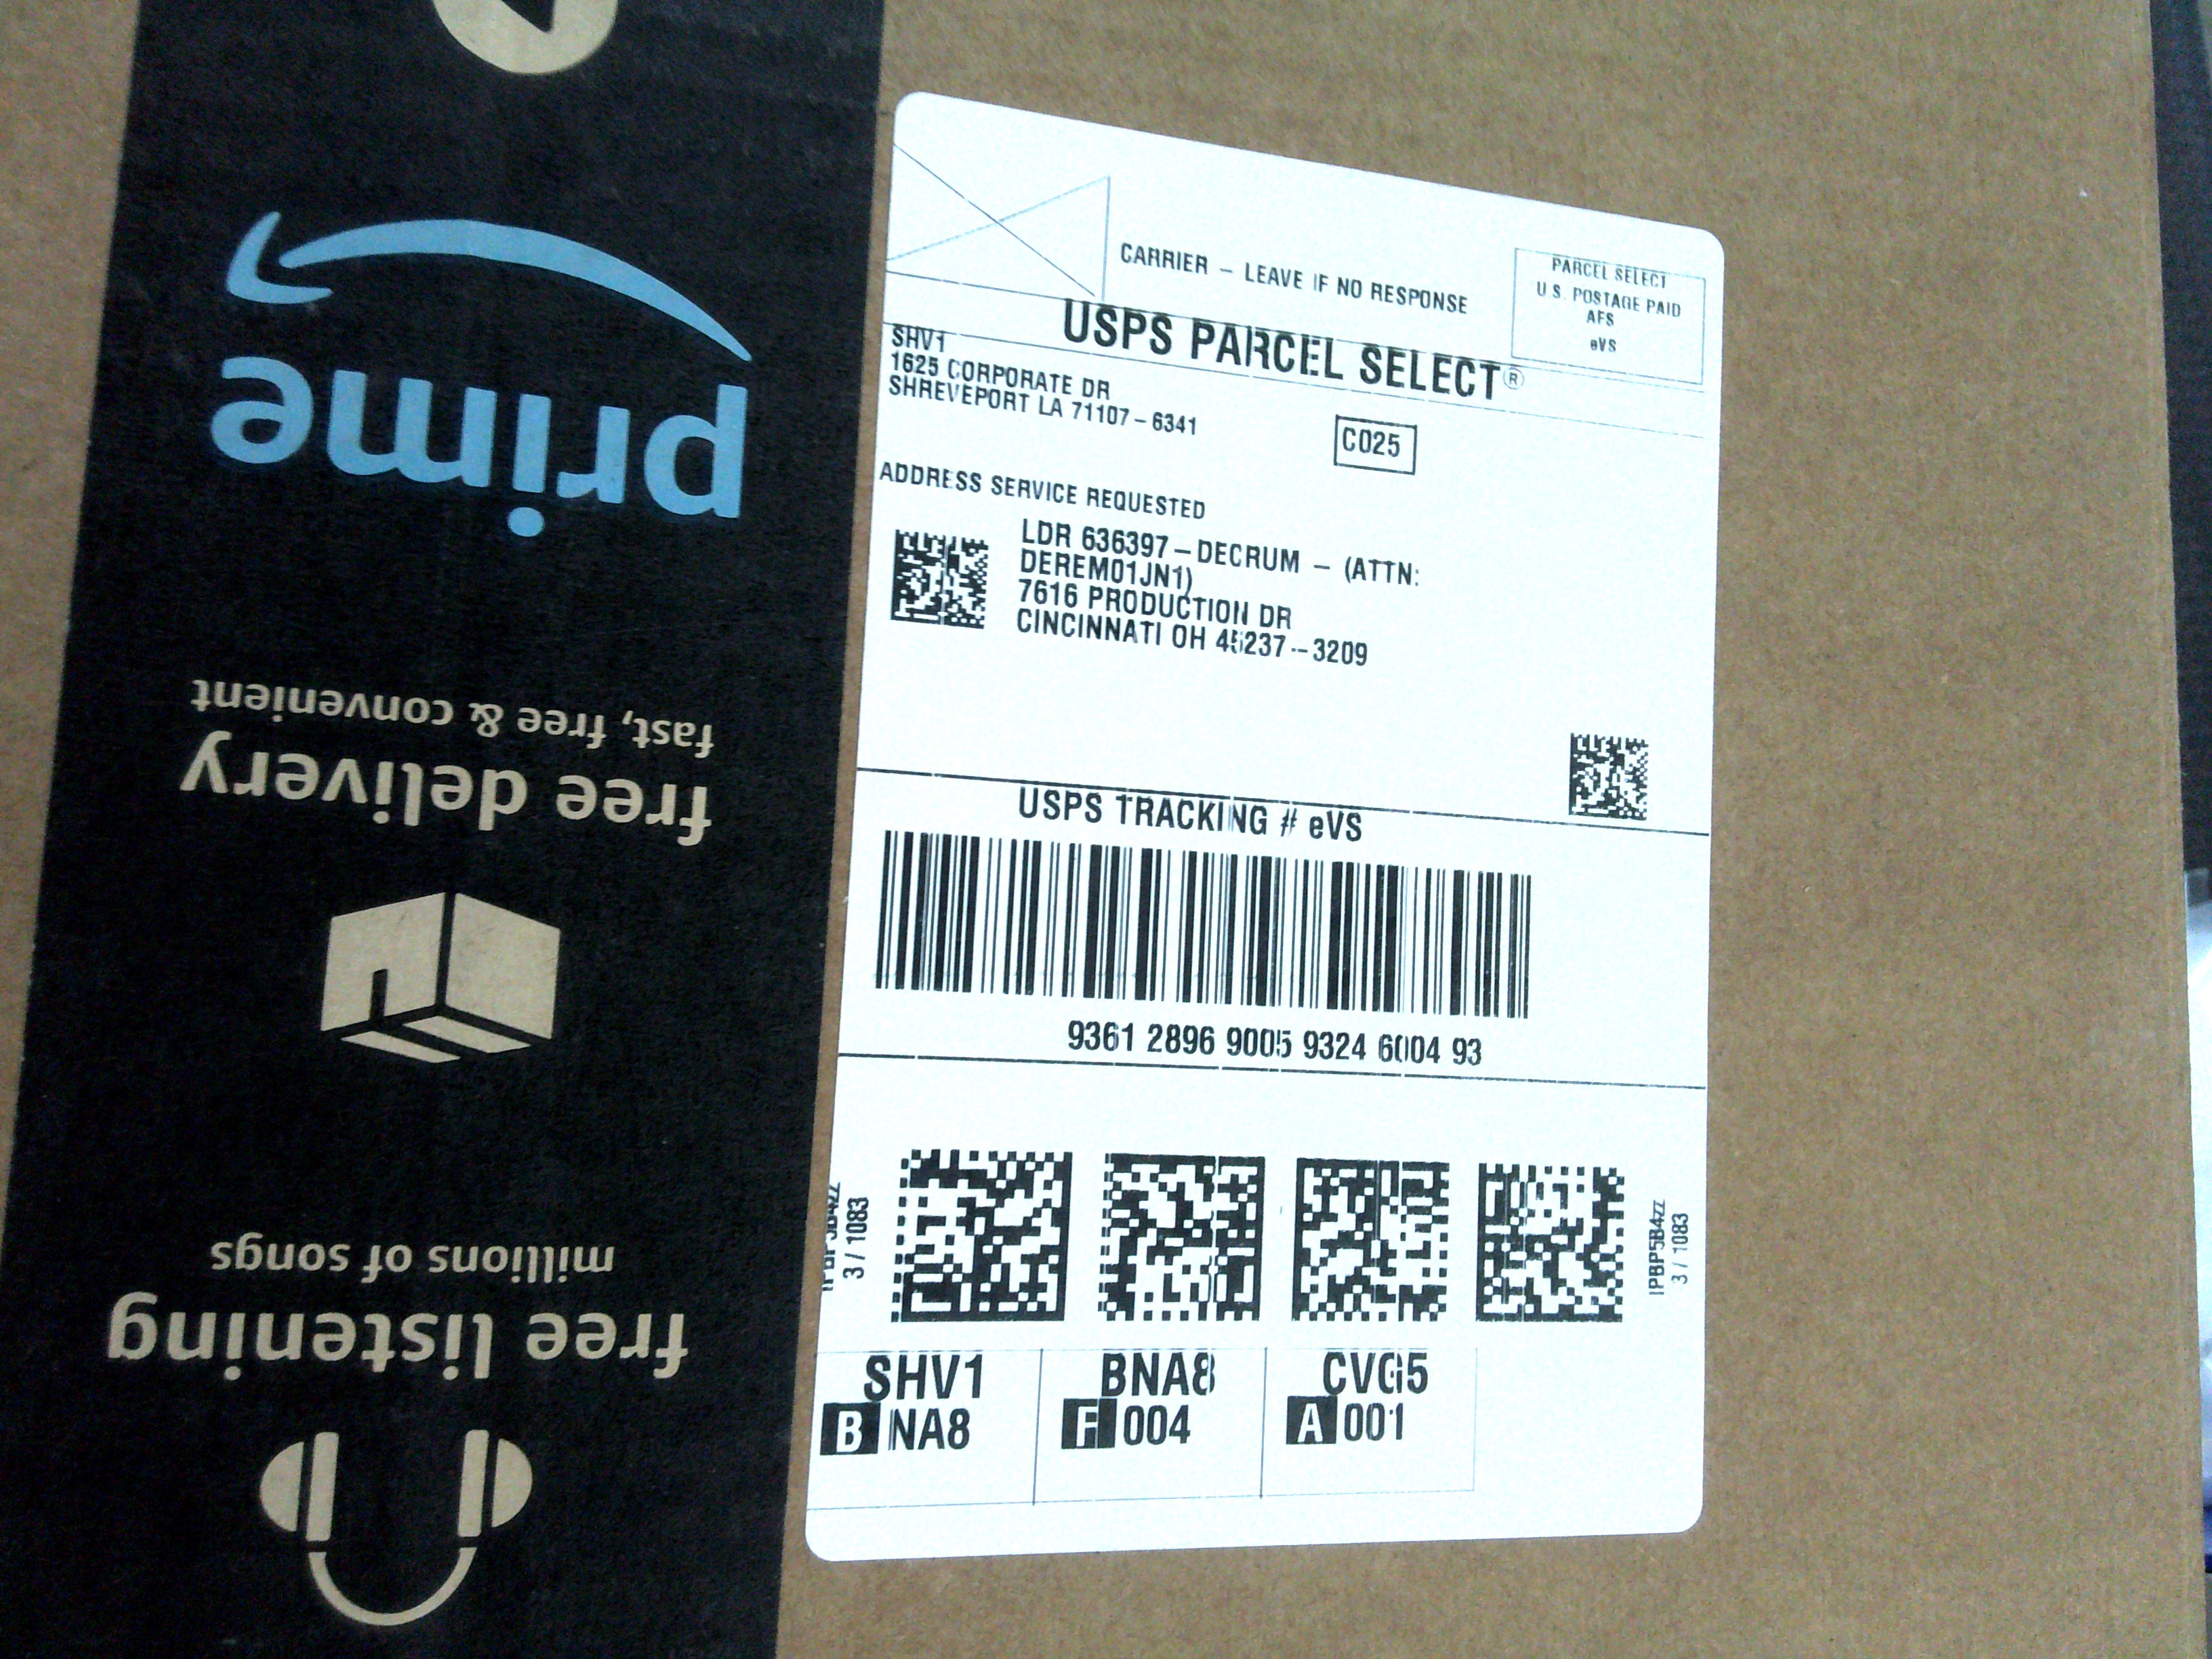 CARRIER – LEAVE IF NO RESPONSE
PARCEL SELECT
U.S. POSTAGE PAID
AFS
eVS
USPS PARCEL SELECT®
SHV1
1625 CORPORATE DR
SHREVEPORT LA 71107–6341
C025
ADDRESS SERVICE REQUESTED
LDR 636397–DECRUM – (ATTN:
DEREM01JN1)
7616 PRODUCTION DR
CINCINNATI OH 45237--3209
USPS TRACKING # eVS
9361 2896 9005 9324 6004 93
3 / 1083
IPBP5B4zz
3 / 1083
SHV1
B NA8
BNA8
F 004
CVG5
A 001
free listening
millions of songs
free delivery
fast, free & convenient
prime